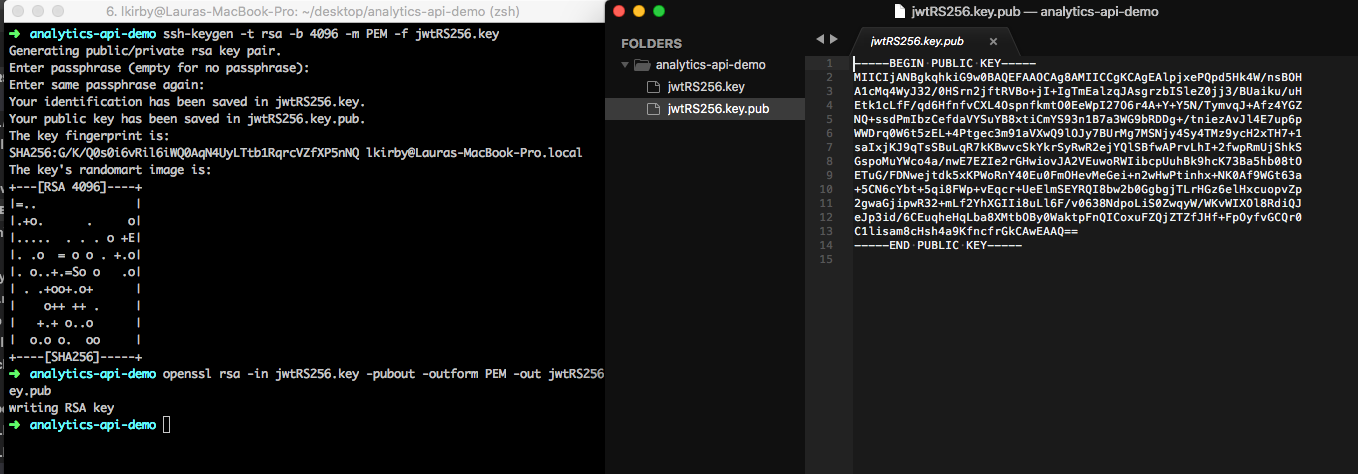 6. lkirby@Lauras-MacBook-Pro: ~/desktop/analytics-api-demo (zsh)
➜ analytics-api-demo ssh-keygen -t rsa -b 4096 -m PEM -f jwtRS256.key
Generating public/private rsa key pair.
Enter passphrase (empty for no passphrase):
Enter same passphrase again:
Your identification has been saved in jwtRS256.key.
Your public key has been saved in jwtRS256.key.pub.
The key fingerprint is:
SHA256:G/K/Q0s0i6vRil6iWQ0AqN4UyLTtb1RqrcVZfXP5nNQ lkirby@Lauras-MacBook-Pro.local
The key's randomart image is:
+---[RSA 4096]----+
|=..              |
|.+o.      .     o|
|.....  . . . o +E|
|. .o  = o o . +.o|
|. o..+.=So o   .o|
| . .+oo+.o+      |
|    o++ ++ .     |
|   +.+ o..o      |
|  o.o o.  oo     |
+----[SHA256]-----+
➜ analytics-api-demo openssl rsa -in jwtRS256.key -pubout -outform PEM -out jwtRS256
ey.pub
writing RSA key
➜ analytics-api-demo
jwtRS256.key.pub — analytics-api-demo
FOLDERS
analytics-api-demo
jwtRS256.key
jwtRS256.key.pub
jwtRS256.key.pub ×
1 -----BEGIN PUBLIC KEY-----
2 MIICIjANBgkqhkiG9w0BAQEFAAOCAg8AMIICCgKCAgEAlpjxePQpd5Hk4W/nsBOH
3 A1cMq4WyJ32/0HSrn2jftRVBo+jI+IgTmEalzqJAsgrzbISleZ0jj3/BUaiku/uH
4 Etk1cLfF/qd6HfnfvCXL4OspnfkmtO0EeWpI27O6r4A+Y+Y5N/TymvqJ+Afz4YGZ
5 NQ+ssdPmIbzCefdaVYSuYB8xtiCmYS93n1B7a3WG9bRDDg+/tniezAvJl4E7up6p
6 WWDrq0W6t5zEL+4Ptgec3m91aVXwQ9lOJy7BUrMg7MSNjy4Sy4TMz9ycH2xTH7+1
7 saIxjKJ9qTsSBuLqR7kKBwvcSkYkrSyRwR2ejYQlSBfwAPrvLhI+2fwpRmUjShkS
8 GspoMuYWco4a/nwE7EZIe2rGHwiovJA2VEuwoRWIibcpUuhBk9hcK73Ba5hb08tO
9 ETuG/FDNwejtdk5xKPWoRnY40Eu0FmOHevMeGei+n2wHwPtinhx+NK0Af9WGt63a
10 +5CN6cYbt+5qi8FWp+vEqcr+UeElmSEYRQI8bw2b0GgbgjTLrHGz6elHxcuopvZp
11 2gwaGjipwR32+mLf2YhXGIIi8uLl6F/v0638NdpoLiS0ZwqyW/WKvWIXOl8RdiQJ
12 eJp3id/6CEuqheHqLba8XMtbOBy0WaktpFnQICoxuFZQjZTZfJHf+FpOyfvGCQr0
13 C1lisam8cHsh4a9KfncfrGkCAwEAAQ==
14 -----END PUBLIC KEY-----
15